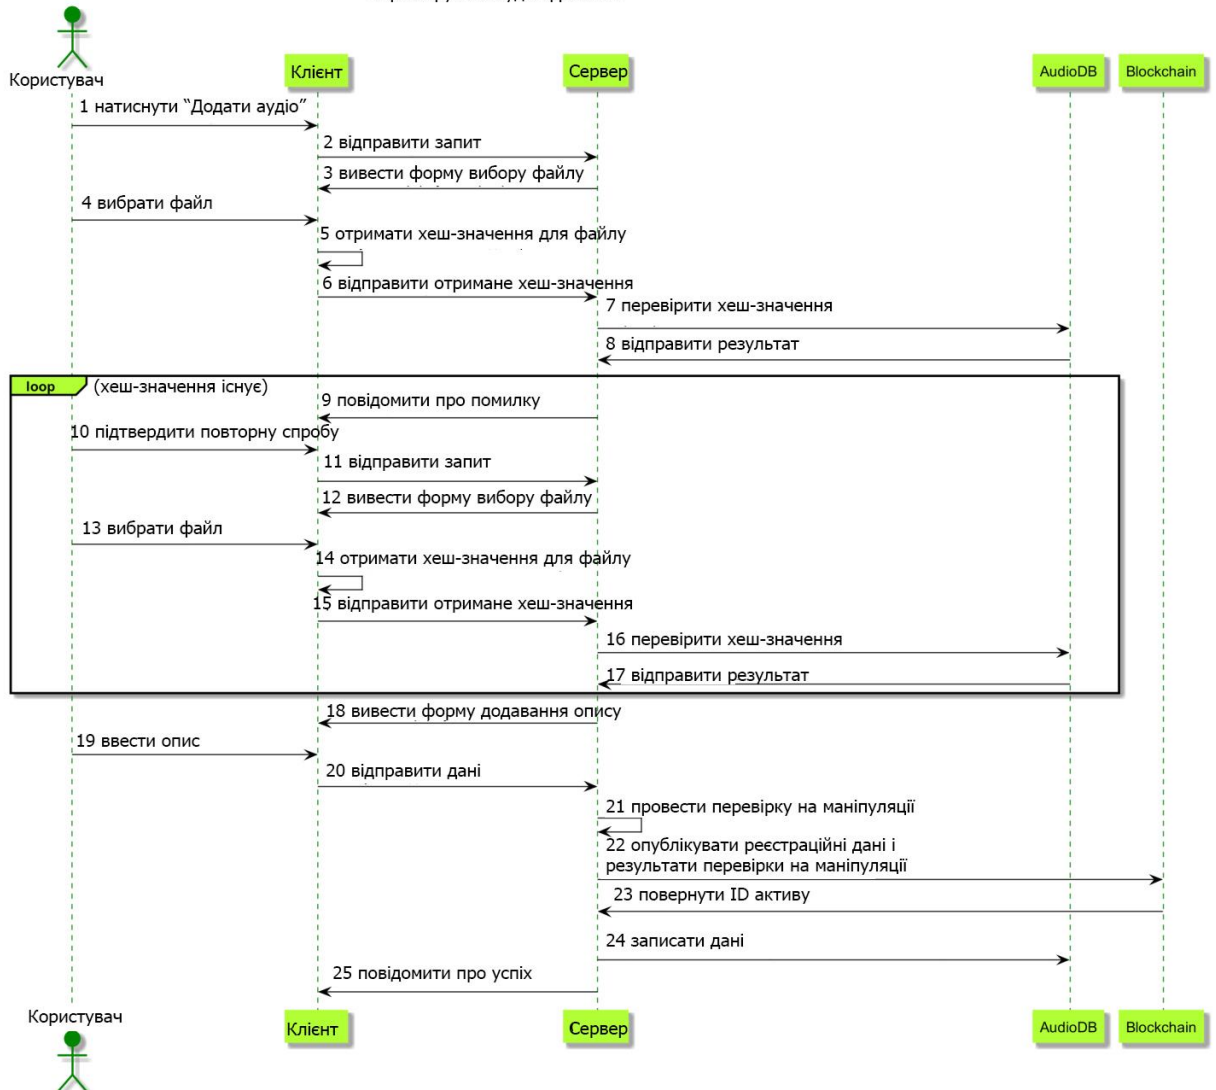 Користувач
Клієнт
Сервер
AudioDB
Blockchain
1 натиснути “Додати аудіо”
2 відправити запит
3 вивести форму вибору файлу
4 вибрати файл
5 отримати хеш-значення для файлу
6 відправити отримане хеш-значення
7 перевірити хеш-значення
8 відправити результат
loop (хеш-значення існує)
9 повідомити про помилку
10 підтвердити повторну спробу
11 відправити запит
12 вивести форму вибору файлу
13 вибрати файл
14 отримати хеш-значення для файлу
15 відправити отримане хеш-значення
16 перевірити хеш-значення
17 відправити результат
18 вивести форму додавання опису
19 ввести опис
20 відправити дані
21 провести перевірку на маніпуляції
22 опублікувати реєстраційні дані і
результати перевірки на маніпуляції
23 повернути ID активу
24 записати дані
25 повідомити про успіх
Користувач
Клієнт
Сервер
AudioDB
Blockchain